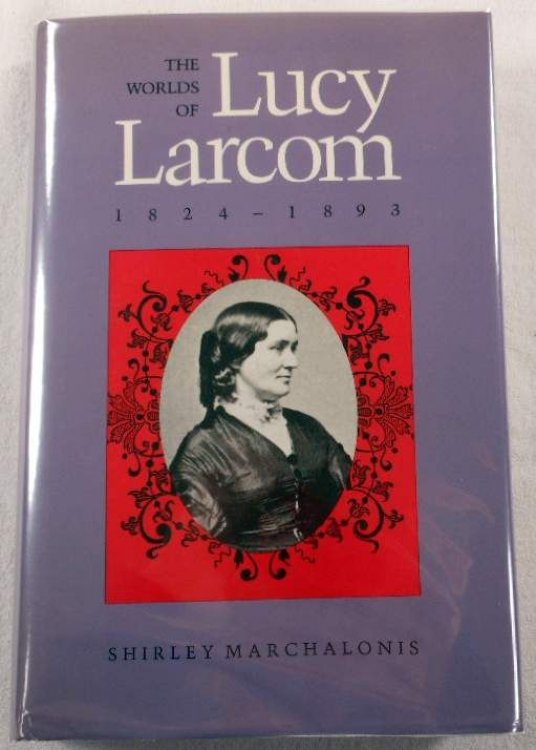 THE
WORLDS
OF
Lucy
Larcom
1824–1893
SHIRLEY MARCHALONIS